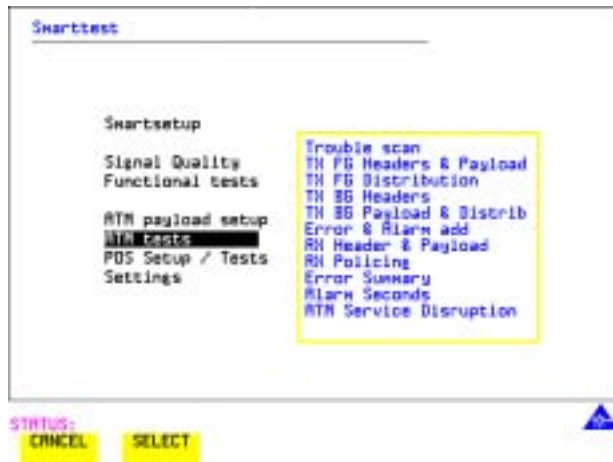 Smarttest
Smartsetup
Signal Quality
Functional tests
ATM payload setup
ATM tests
POS Setup / Tests
Settings
Trouble scan
TX FG Headers & Payload
TX FG Distribution
TX BG Headers
TX BG Payload & Distrib
Error & Alarm add
RX Header & Payload
RX Policing
Error Summary
Alarm Seconds
ATM Service Disruption
STATUS:
CANCEL
SELECT